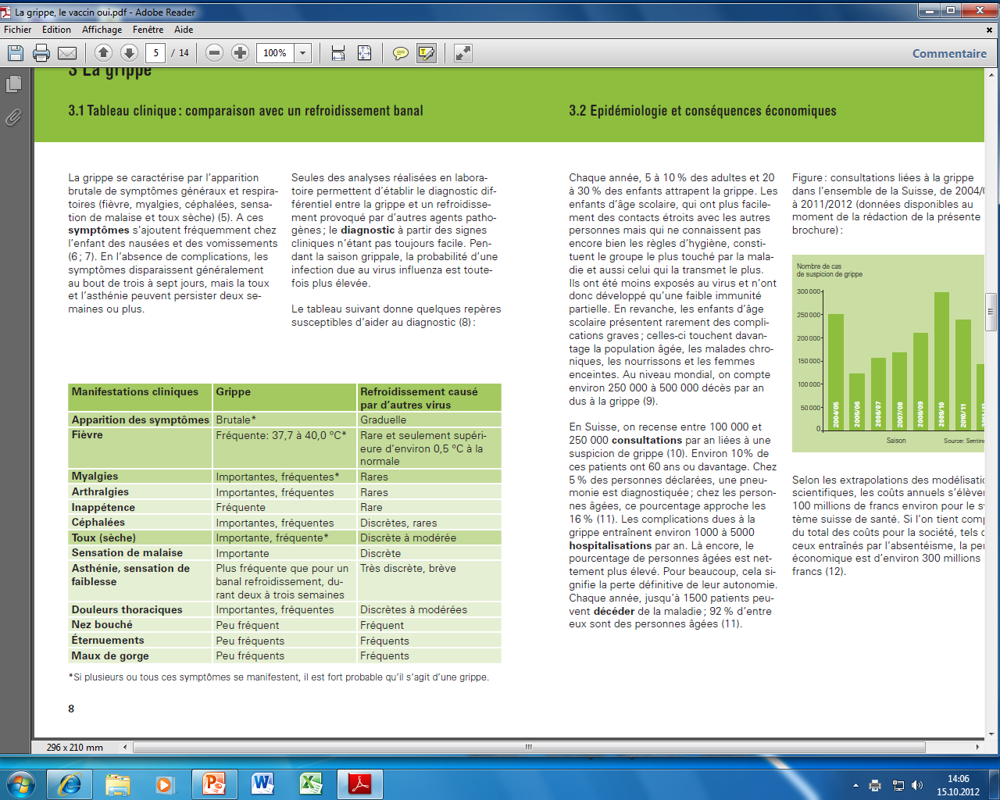 La grippe, le vaccin oui.pdf - Adobe Reader
Fichier Edition Affichage Fenêtre Aide
5 / 14 100% Commentaire
3 La grippe
3.1 Tableau clinique : comparaison avec un refroidissement banal
3.2 Epidémiologie et conséquences économiques
La grippe se caractérise par l'apparition
brutale de symptômes généraux et respira-
toires (fièvre, myalgies, céphalées, sensa-
tion de malaise et toux sèche) (5). A ces
symptômes s'ajoutent fréquemment chez
l'enfant des nausées et des vomissements
(6 ; 7). En l'absence de complications, les
symptômes disparaissent généralement
au bout de trois à sept jours, mais la toux
et l'asthénie peuvent persister deux se-
maines ou plus.
Seules des analyses réalisées en labora-
toire permettent d'établir le diagnostic dif-
férentiel entre la grippe et un refroidisse-
ment provoqué par d'autres agents patho-
gènes ; le diagnostic à partir des signes
cliniques n'étant pas toujours facile. Pen-
dant la saison grippale, la probabilité d'une
infection due au virus influenza est toute-
fois plus élevée.
Le tableau suivant donne quelques repères
susceptibles d'aider au diagnostic (8) :
Manifestations cliniques Grippe Refroidissement causé
par d'autres virus
Apparition des symptômes Brutale* Graduelle
Fièvre Fréquente: 37,7 à 40,0 °C* Rare et seulement supéri-
eure d'environ 0,5 °C à la
normale
Myalgies Importantes, fréquentes* Rares
Arthralgies Importantes, fréquentes Rares
Inappétence Fréquente Rare
Céphalées Importantes, fréquentes Discrètes, rares
Toux (sèche) Importante, fréquente* Discrète à modérée
Sensation de malaise Importante Discrète
Asthénie, sensation de Plus fréquente que pour un Très discrète, brève
faiblesse banal refroidissement, du-
rant deux à trois semaines
Douleurs thoraciques Importantes, fréquentes Discrètes à modérées
Nez bouché Peu fréquent Fréquent
Éternuements Peu fréquents Fréquents
Maux de gorge Peu fréquents Fréquents
*Si plusieurs ou tous ces symptômes se manifestent, il est fort probable qu'il s'agit d'une grippe.
8
Chaque année, 5 à 10 % des adultes et 20
à 30 % des enfants attrapent la grippe. Les
enfants d'âge scolaire, qui ont plus facile-
ment des contacts étroits avec les autres
personnes mais qui ne connaissent pas
encore bien les règles d'hygiène, consti-
tuent le groupe le plus touché par la mala-
die et aussi celui qui la transmet le plus.
Ils ont été moins exposés au virus et n'ont
donc développé qu'une faible immunité
partielle. En revanche, les enfants d'âge
scolaire présentent rarement des compli-
cations graves ; celles-ci touchent davan-
tage la population âgée, les malades chro-
niques, les nourrissons et les femmes
enceintes. Au niveau mondial, on compte
environ 250 000 à 500 000 décès par an
dus à la grippe (9).
En Suisse, on recense entre 100 000 et
250 000 consultations par an liées à une
suspicion de grippe (10). Environ 10% de
ces patients ont 60 ans ou davantage. Chez
5 % des personnes déclarées, une pneu-
monie est diagnostiquée ; chez les person-
nes âgées, ce pourcentage approche les
16 % (11). Les complications dues à la
grippe entraînent environ 1000 à 5000
hospitalisations par an. Là encore, le
pourcentage de personnes âgées est net-
tement plus élevé. Pour beaucoup, cela si-
gnifie la perte définitive de leur autonomie.
Chaque année, jusqu'à 1500 patients peu-
vent décéder de la maladie ; 92 % d'entre
eux sont des personnes âgées (11).
Figure : consultations liées à la grippe
dans l'ensemble de la Suisse, de 2004/0
à 2011/2012 (données disponibles au
moment de la rédaction de la présente
brochure) :
Nombre de cas
de suspicion de grippe
300 000
250 000
200 000
150 000
100 000
50 000
0
2004/05 2005/06 2006/07 2007/08 2008/09 2009/10 2010/11
Saison Source: Sentine
Selon les extrapolations des modélisatio
scientifiques, les coûts annuels s'élèven
100 millions de francs environ pour le s
tème suisse de santé. Si l'on tient comp
du total des coûts pour la société, tels
ceux entraînés par l'absentéisme, la per
économique est d'environ 300 millions
francs (12).
296 x 210 mm
14:06
15.10.2012